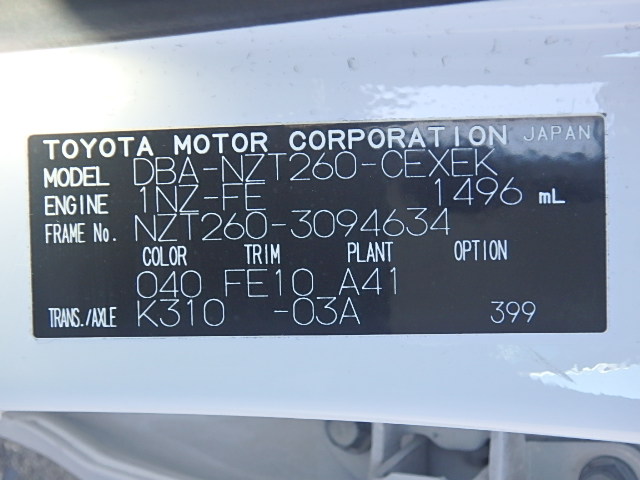 TOYOTA MOTOR CORPORATION JAPAN
MODEL DBA-NZT260-CEXEK
ENGINE 1NZ-FE 1496 mL
FRAME No. NZT260-3094634
COLOR TRIM PLANT OPTION
040 FE10 A41
TRANS./AXLE K310 -03A 399